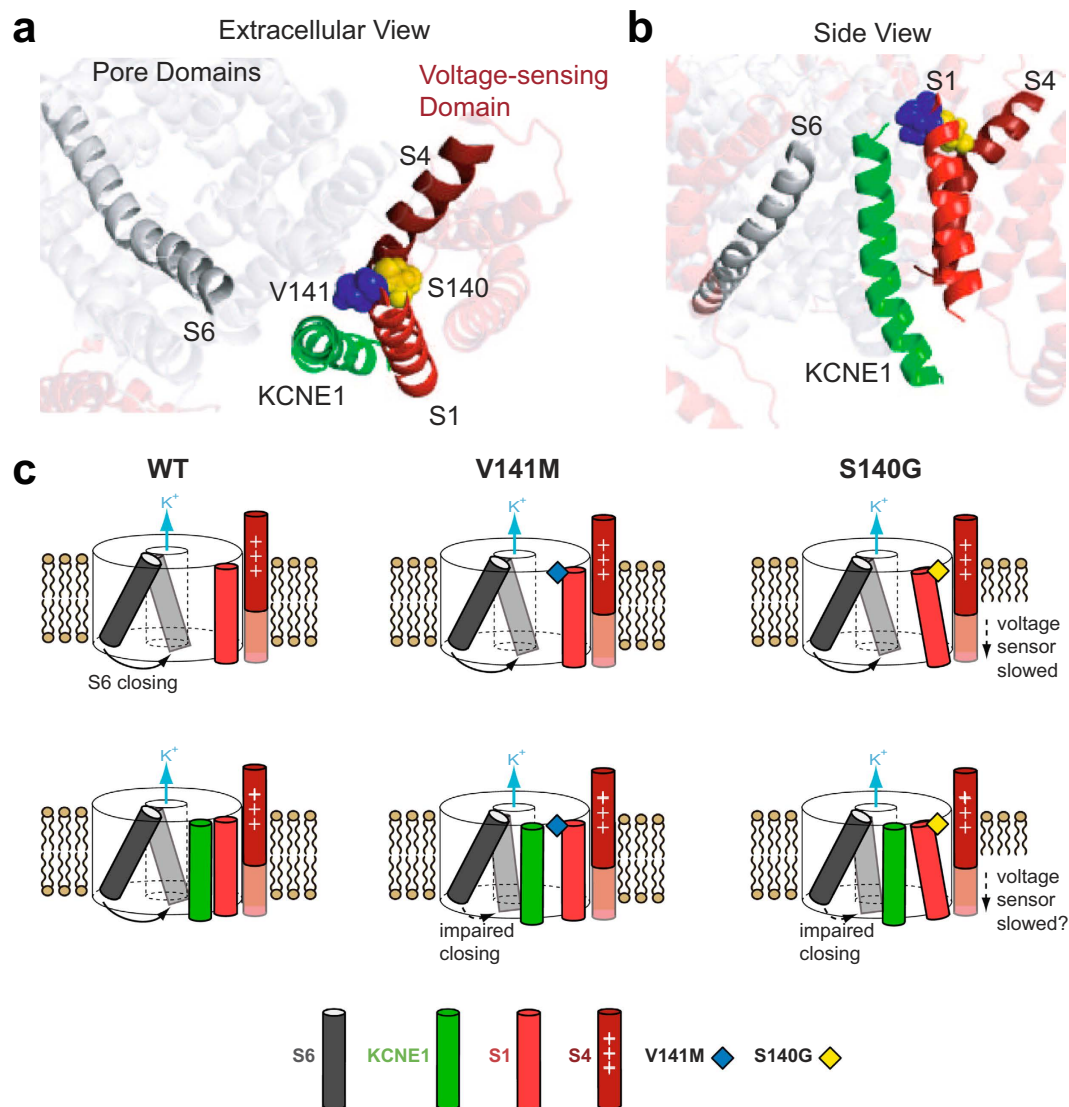 a
Extracellular View
Pore Domains
Voltage-sensing
Domain
S4
V141
S140
S6
KCNE1
S1
b
Side View
S1
S4
S6
KCNE1
c
WT
V141M
S140G
K+
K+
K+
+++
+++
+++
S6 closing
voltage
sensor
slowed
K+
K+
K+
+++
+++
+++
impaired
closing
impaired
closing
voltage
sensor
slowed?
S6
KCNE1
S1
S4
+++
V141M
S140G